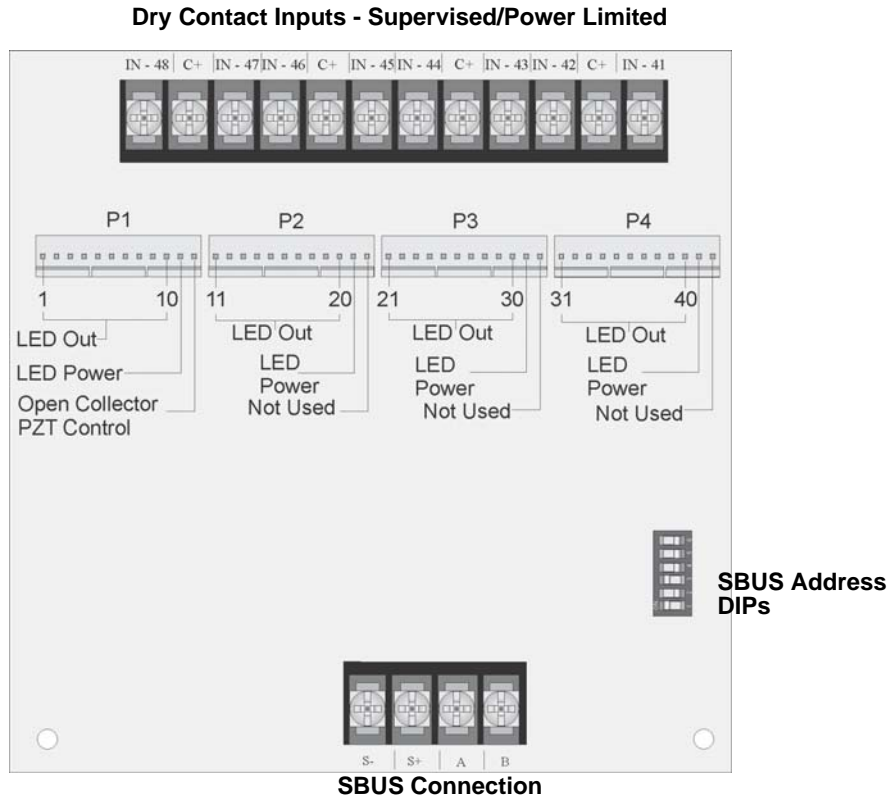 Dry Contact Inputs - Supervised/Power Limited
IN - 48 C+ IN - 47 IN - 46 C+ IN - 45 IN - 44 C+ IN - 43 IN - 42 C+ IN - 41
P1 P2 P3 P4
1 10 11 20 21 30 31 40
LED Out
LED Power
Open Collector
PZT Control
LED Out
LED
Power
Not Used
LED Out
LED
Power
Not Used
LED Out
LED
Power
Not Used
SBUS Address
DIPs
S- S+ A B
SBUS Connection